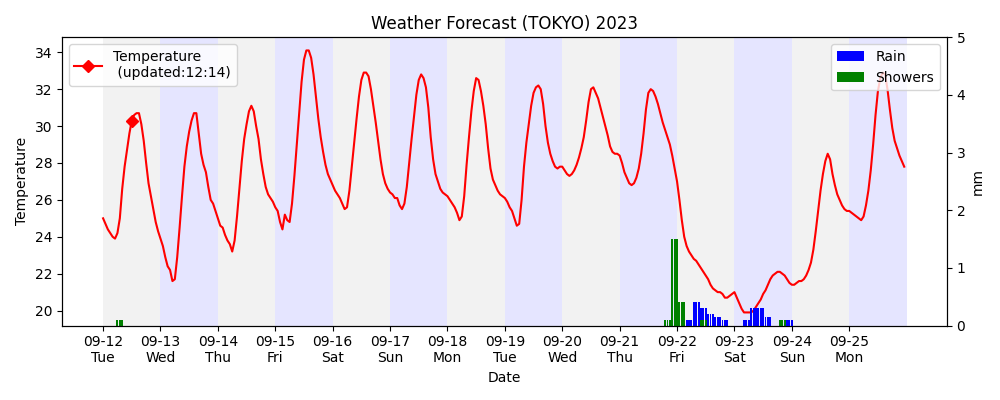 Weather Forecast (TOKYO) 2023
Temperature
(updated:12:14)
Rain
Showers
34
32
30
28
26
24
22
20
Temperature
5
4
3
2
1
0
mm
09-12 09-13 09-14 09-15 09-16 09-17 09-18 09-19 09-20 09-21 09-22 09-23 09-24 09-25
Tue Wed Thu Fri Sat Sun Mon Tue Wed Thu Fri Sat Sun Mon
Date